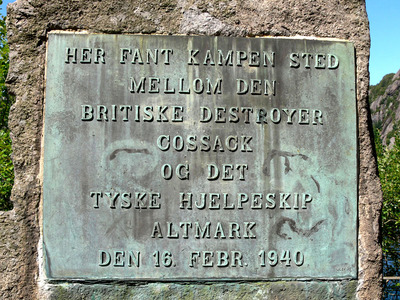 HER FANT KAMPEN STED
MELLOM DEN
BRITISKE DESTROYER
COSSACK
OG DET
TYSKE HJELPESKIP
ALTMARK
DEN 16. FEBR. 1940.